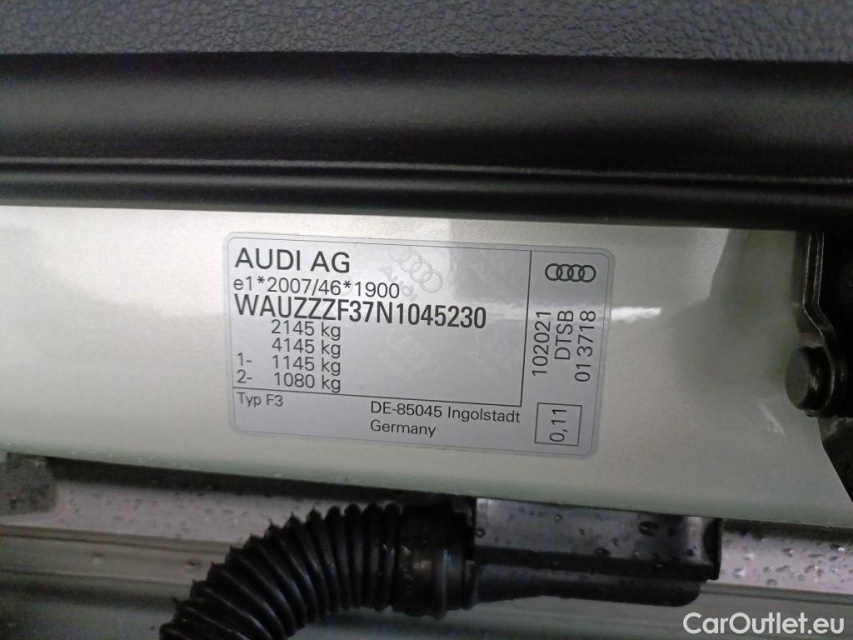 AUDI AG
e1*2007/46*1900
WAUZZZF37N1045230
2145 kg
4145 kg
1- 1145 kg
2- 1080 kg
Typ F3
DE-85045 Ingolstadt
Germany
102021
DTSB
01 3718
0,11
CarOutlet.eu